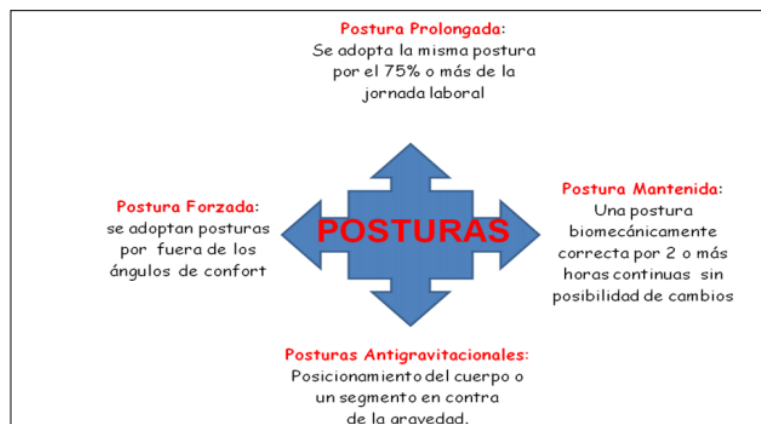 Postura Prolongada:
Se adopta la misma postura
por el 75% o más de la
jornada laboral
Postura Forzada:
se adoptan posturas
por fuera de los
ángulos de confort
POSTURAS
Postura Mantenida:
Una postura
biomecánicamente
correcta por 2 o más
horas continuas sin
posibilidad de cambios
Posturas Antigravitacionales:
Posicionamiento del cuerpo o
un segmento en contra
de la gravedad.